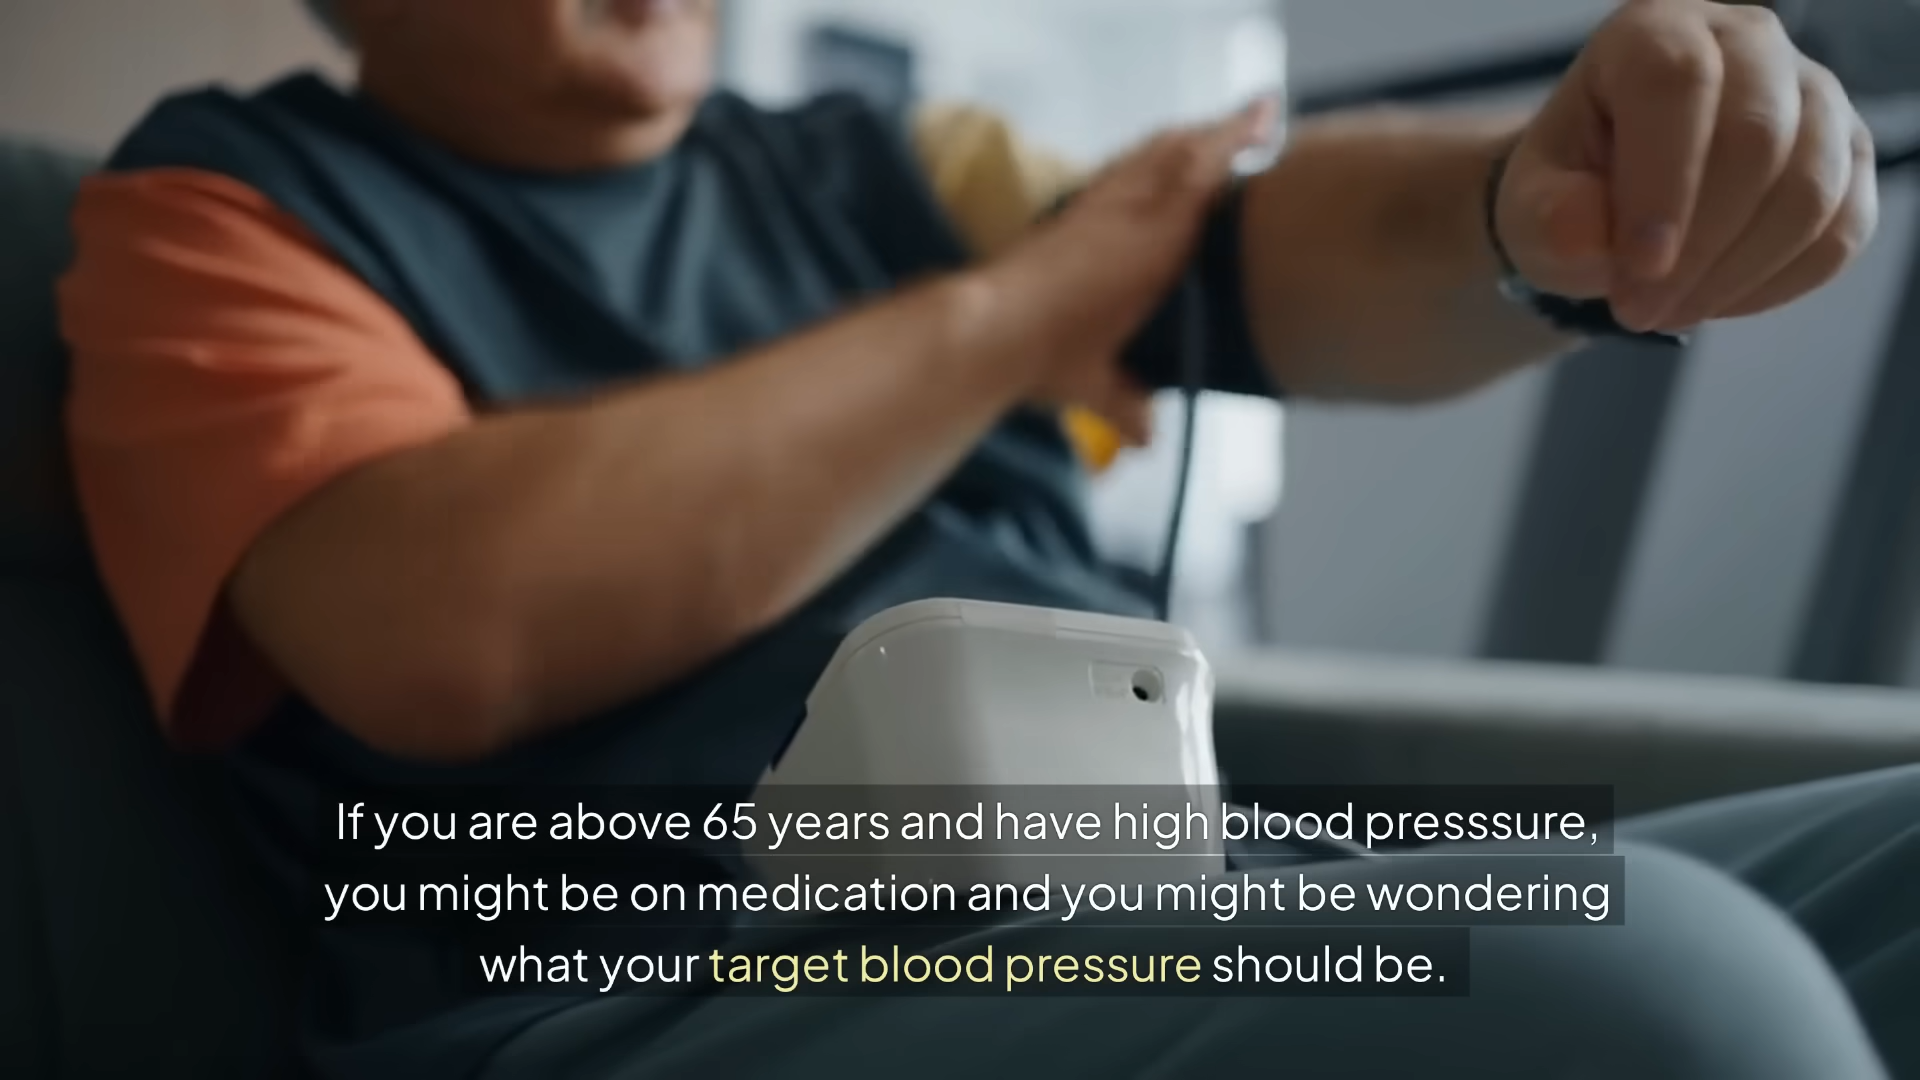 If you are above 65 years and have high blood presssure,
you might be on medication and you might be wondering
what your target blood pressure should be.